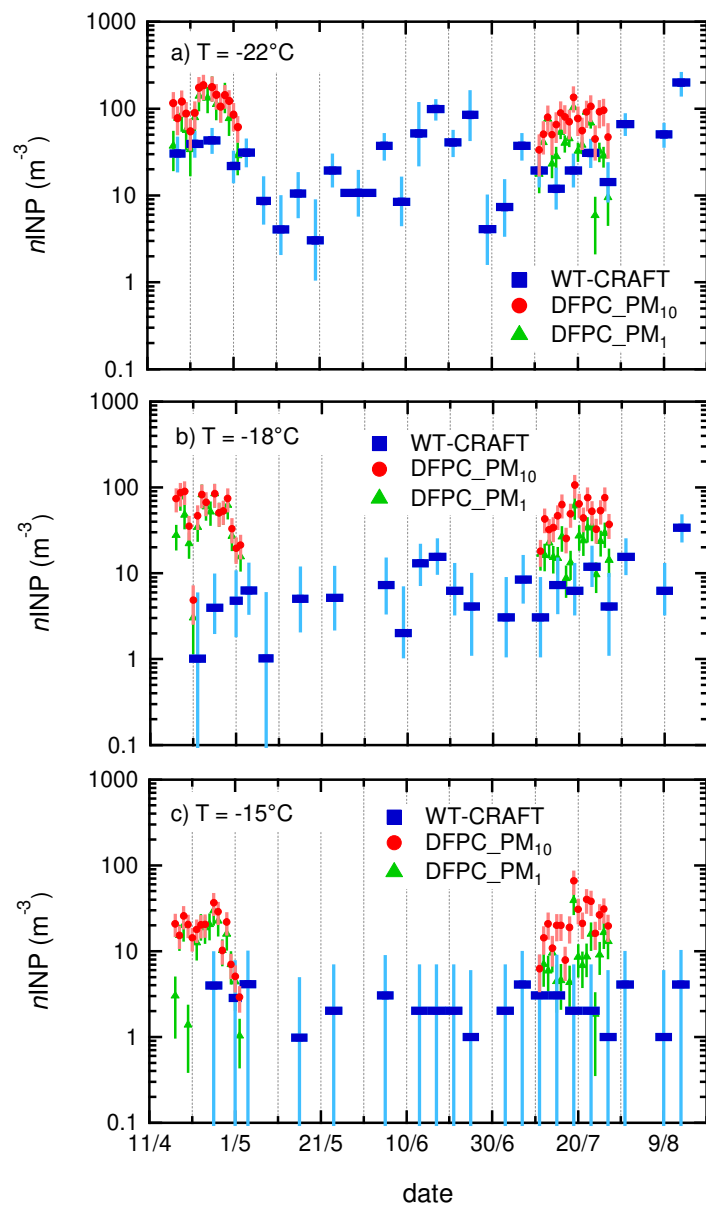 1000
a) T = -22°C
100
10
1
0.1
nINP (m⁻³)
WT-CRAFT
DFPC_PM₁₀
DFPC_PM₁
1000
b) T = -18°C
100
10
1
0.1
nINP (m⁻³)
WT-CRAFT
DFPC_PM₁₀
DFPC_PM₁
1000
c) T = -15°C
100
10
1
0.1
nINP (m⁻³)
WT-CRAFT
DFPC_PM₁₀
DFPC_PM₁
11/4 1/5 21/5 10/6 30/6 20/7 9/8
date